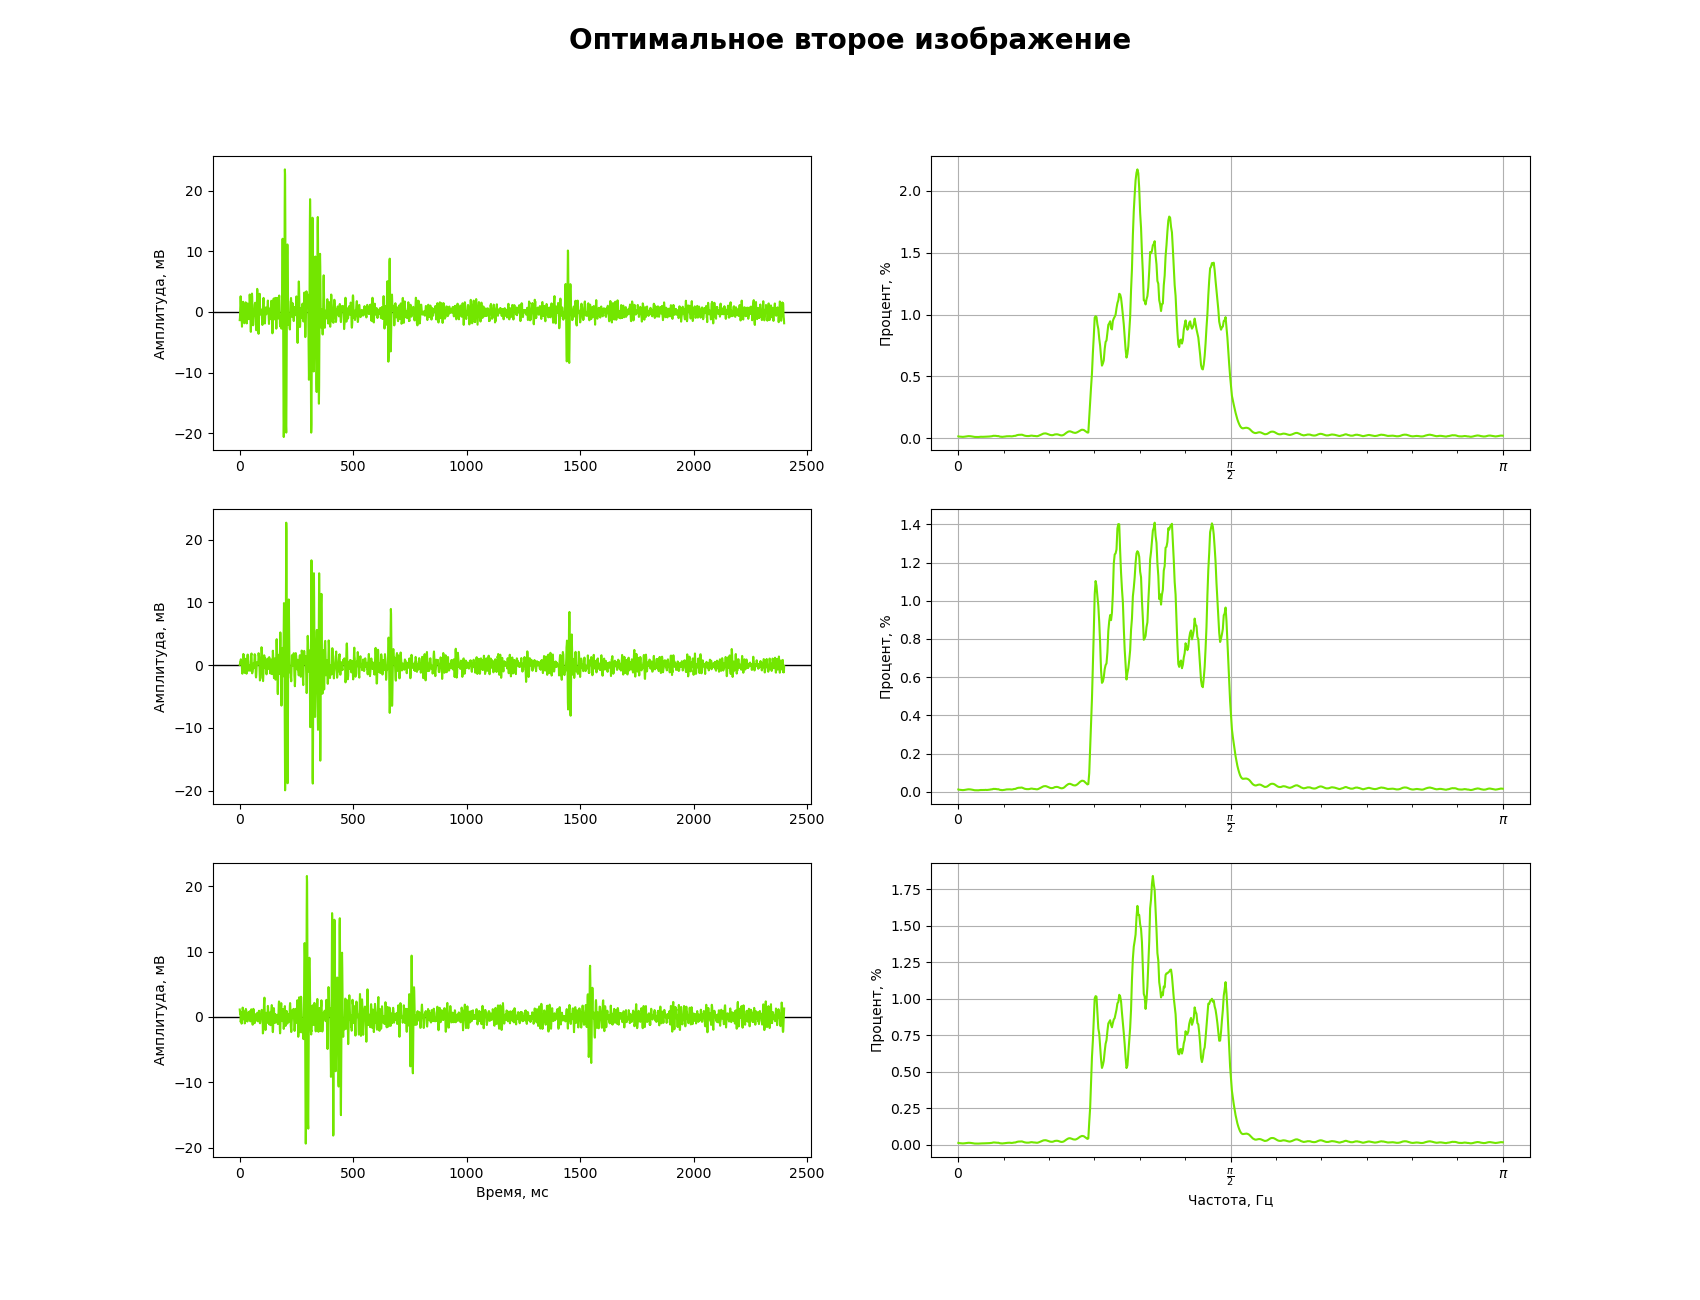 Оптимальное второе изображение
Амплитуда, мВ
20
10
0
−10
−20
0 500 1000 1500 2000 2500
Процент, %
2.0
1.5
1.0
0.5
0.0
0 π/2 π
Амплитуда, мВ
20
10
0
−10
−20
0 500 1000 1500 2000 2500
Процент, %
1.4
1.2
1.0
0.8
0.6
0.4
0.2
0.0
0 π/2 π
Амплитуда, мВ
20
10
0
−10
−20
0 500 1000 1500 2000 2500
Время, мс
Процент, %
1.75
1.50
1.25
1.00
0.75
0.50
0.25
0.00
0 π/2 π
Частота, Гц